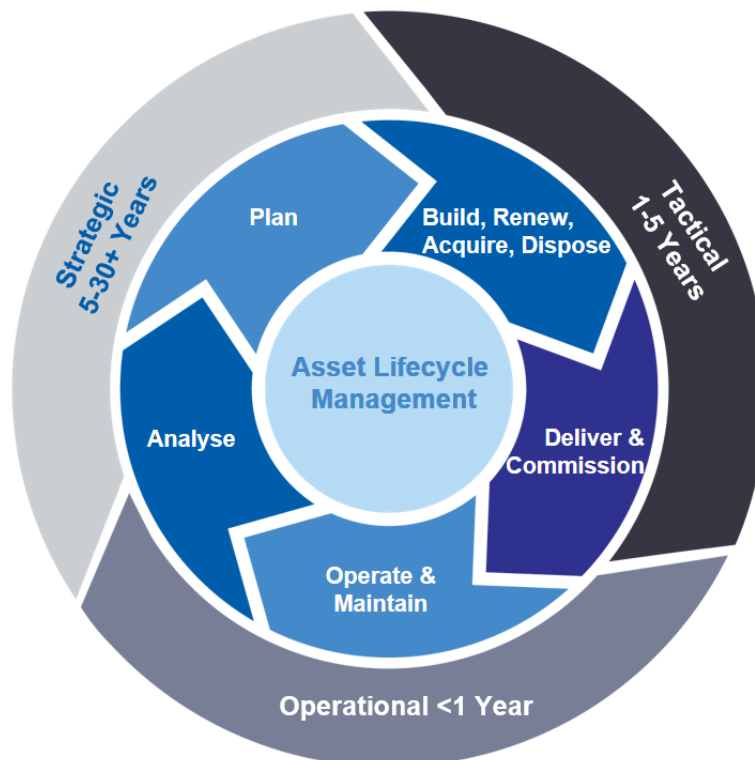 Asset Lifecycle
Management
Plan
Build, Renew,
Acquire, Dispose
Deliver &
Commission
Operate &
Maintain
Analyse
Strategic
5-30+ Years
Tactical
1-5 Years
Operational <1 Year